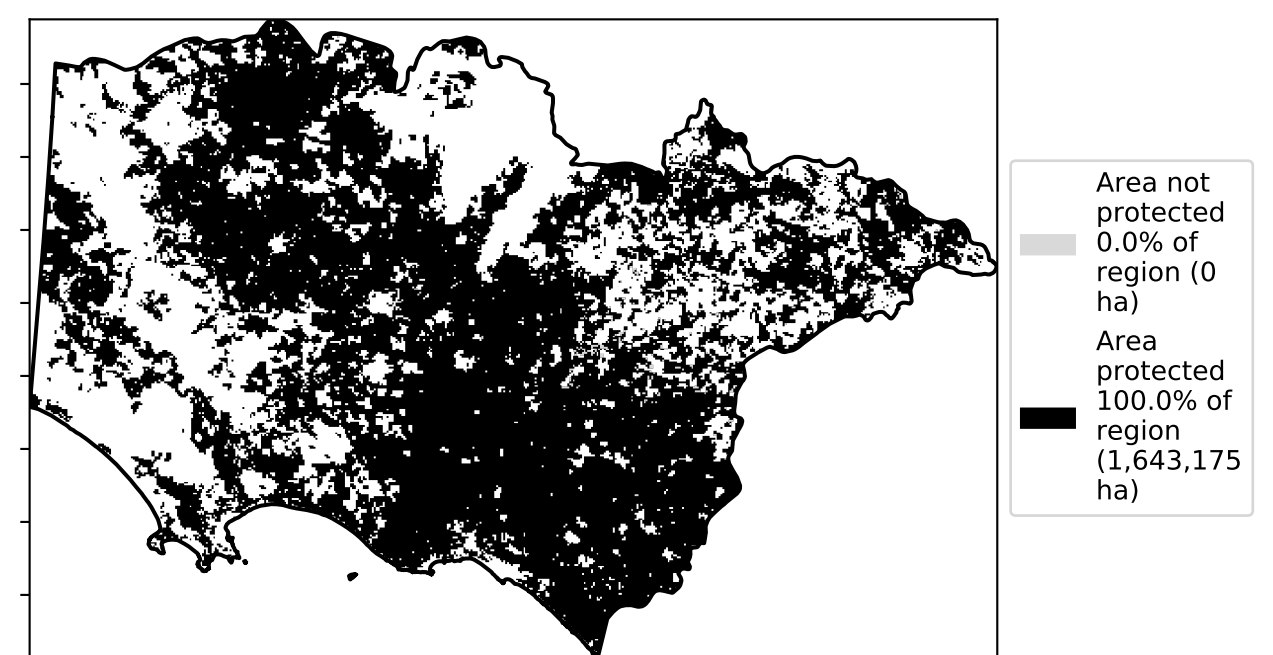 Area not
protected
0.0% of
region (0
ha)
Area
protected
100.0% of
region
(1,643,175
ha)